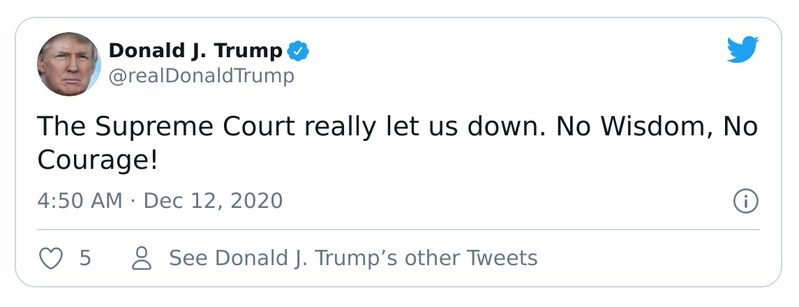 Donald J. Trump
@realDonaldTrump
The Supreme Court really let us down. No Wisdom, No
Courage!
4:50 AM · Dec 12, 2020
5
See Donald J. Trump’s other Tweets